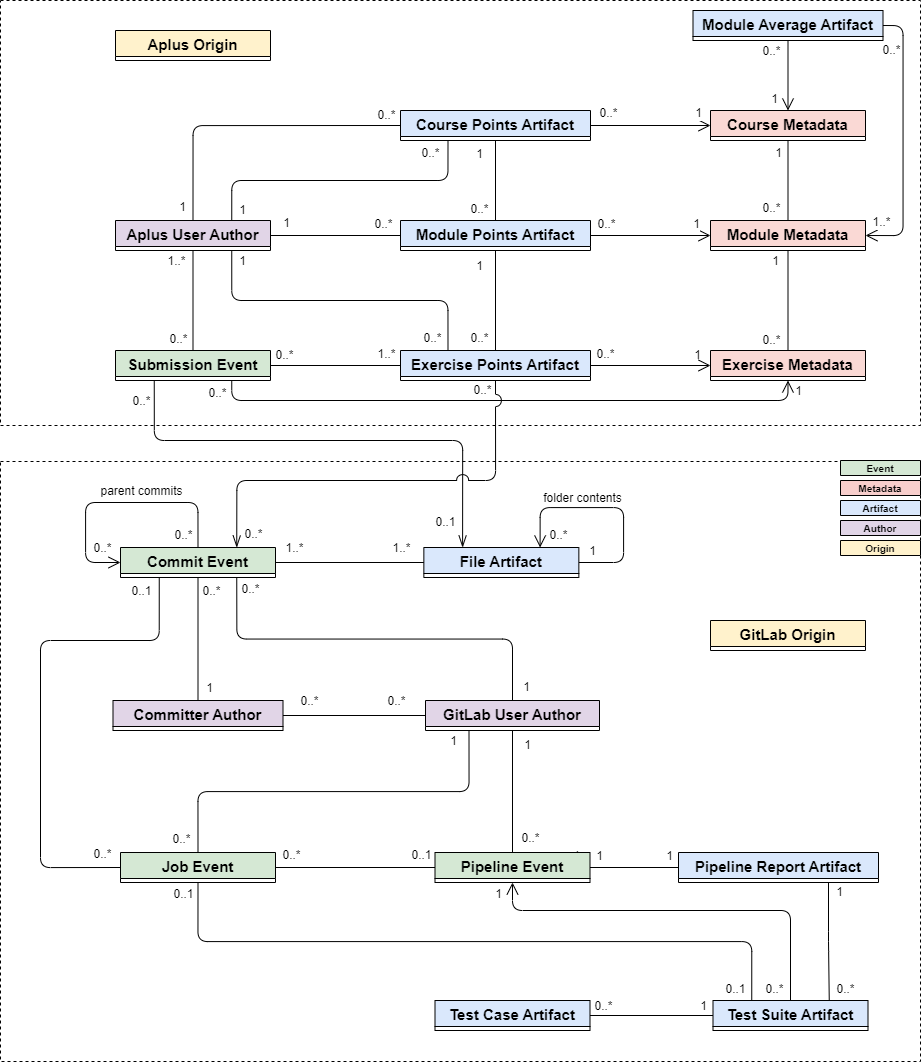 Module Average Artifact
Aplus Origin
0..*
0..*
1
0..*
0..*
1
Course Points Artifact
Course Metadata
0..*
1
1
1
1
0..*
0..*
1
0..*
0..*
1
1..*
Aplus User Author
Module Points Artifact
Module Metadata
1..*
1
1
1
0..*
0..*
0..*
0..*
0..*
1..*
0..*
1
Submission Event
Exercise Points Artifact
Exercise Metadata
0..*
0..*
0..*
1
Event
Metadata
Artifact
Author
Origin
parent commits
folder contents
0..1
0..*
0..*
0..*
0..*
1..*
1..*
1
Commit Event
File Artifact
0..1
0..*
0..*
GitLab Origin
1
1
0..*
0..*
Committer Author
GitLab User Author
1
1
0..*
0..*
0..*
0..*
0..1
1
1
Job Event
Pipeline Event
Pipeline Report Artifact
0..1
1
1
0..1
0..*
0..*
0..*
1
Test Case Artifact
Test Suite Artifact